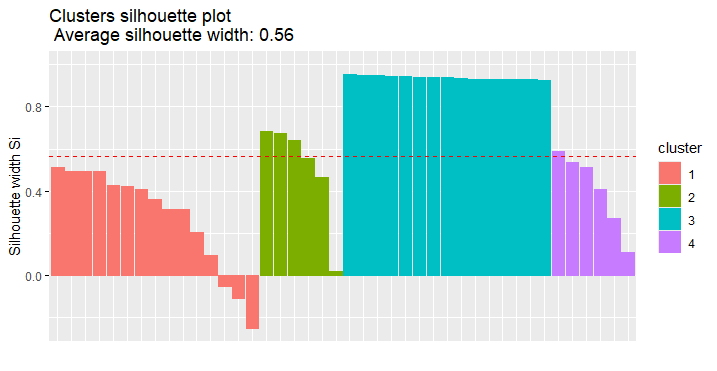 Clusters silhouette plot
Average silhouette width: 0.56
Silhouette width Si
0.8
0.4
0.0
cluster
1
2
3
4